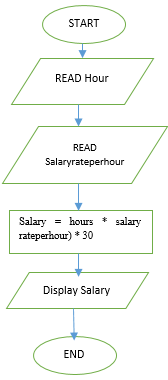 START
READ Hour
READ
Salaryrateperhour
Salary = hours * salary
rateperhour) * 30
Display Salary
END